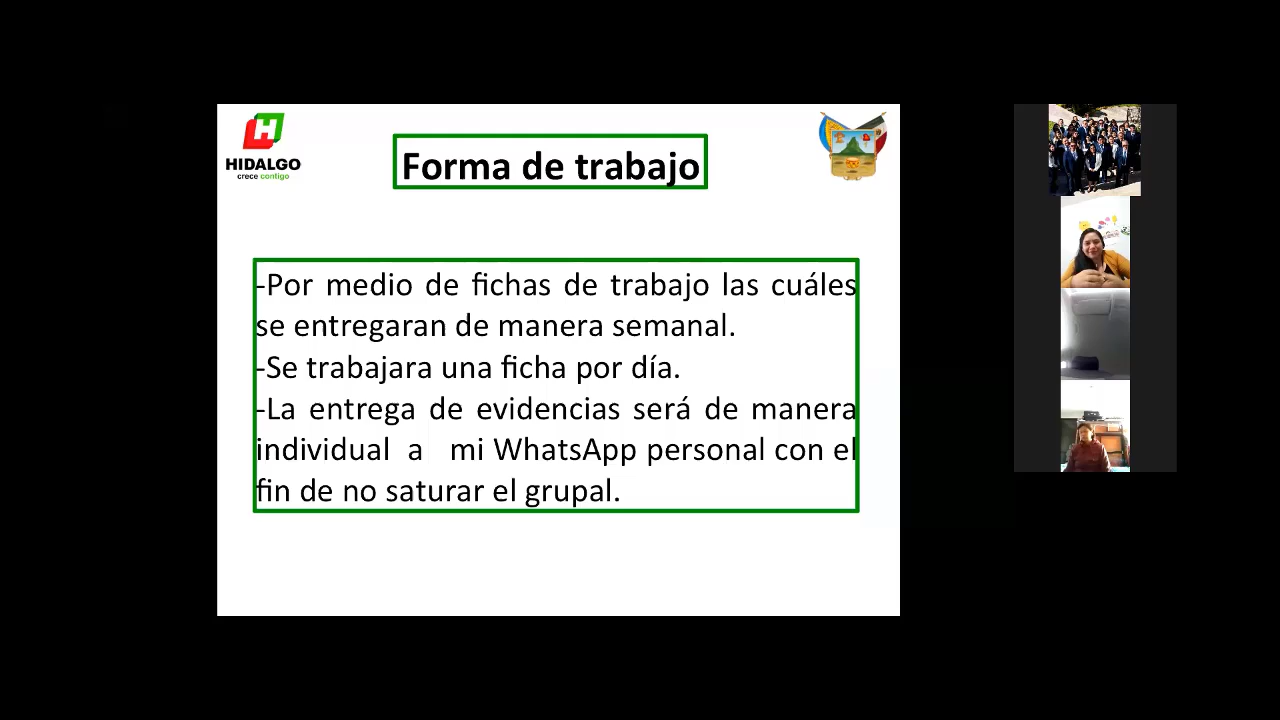 HIDALGO
crece contigo
Forma de trabajo
-Por medio de fichas de trabajo las cuáles
se entregaran de manera semanal.
-Se trabajara una ficha por día.
-La entrega de evidencias será de manera
individual a mi WhatsApp personal con el
fin de no saturar el grupal.